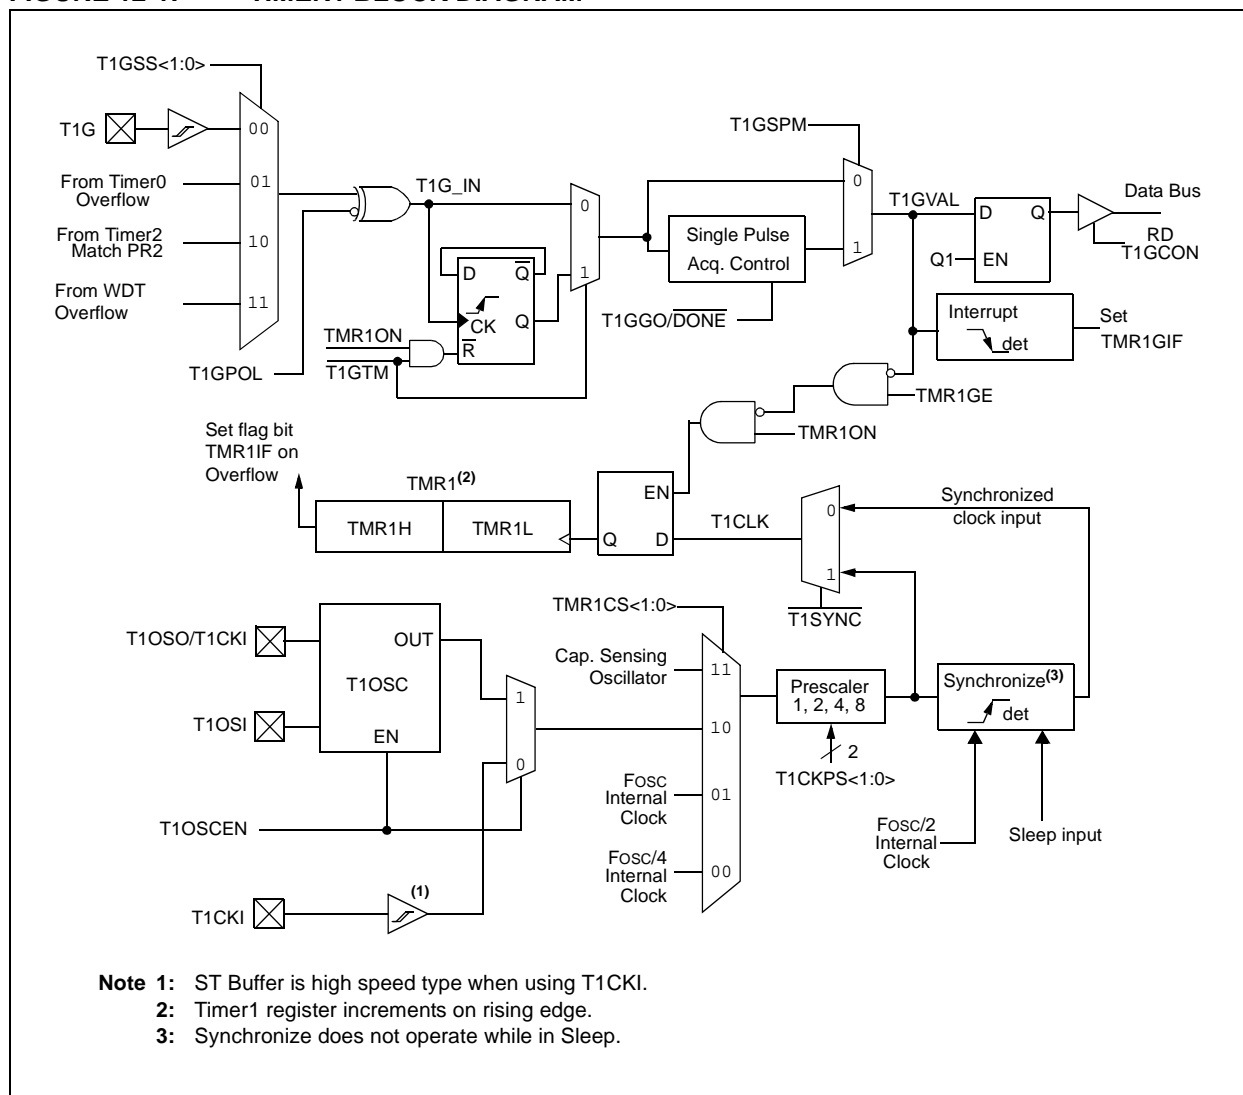 T1GSS<1:0>
T1G
00
From Timer0
Overflow
01
From Timer2
Match PR2
10
From WDT
Overflow
11
T1GPOL
T1G_IN
D
Q
CK
Q
R
TMR1ON
T1GTM
0
1
T1GSPM
0
1
Single Pulse
Acq. Control
T1GGO/DONE
T1GVAL
D
Q
Q1
EN
Data Bus
RD
T1GCON
Interrupt
det
Set
TMR1GIF
TMR1GE
TMR1ON
Set flag bit
TMR1IF on
Overflow
TMR1(2)
TMR1H
TMR1L
EN
Q
D
T1CLK
0
1
T1SYNC
Synchronized
clock input
T1OSO/T1CKI
OUT
T1OSC
T1OSI
EN
1
0
T1OSCEN
T1CKI
(1)
TMR1CS<1:0>
Cap. Sensing
Oscillator
11
10
FOSC
Internal
Clock
01
FOSC/4
Internal
Clock
00
Prescaler
1, 2, 4, 8
2
T1CKPS<1:0>
Synchronize(3)
det
FOSC/2
Internal
Clock
Sleep input
Note 1: ST Buffer is high speed type when using T1CKI.
2: Timer1 register increments on rising edge.
3: Synchronize does not operate while in Sleep.